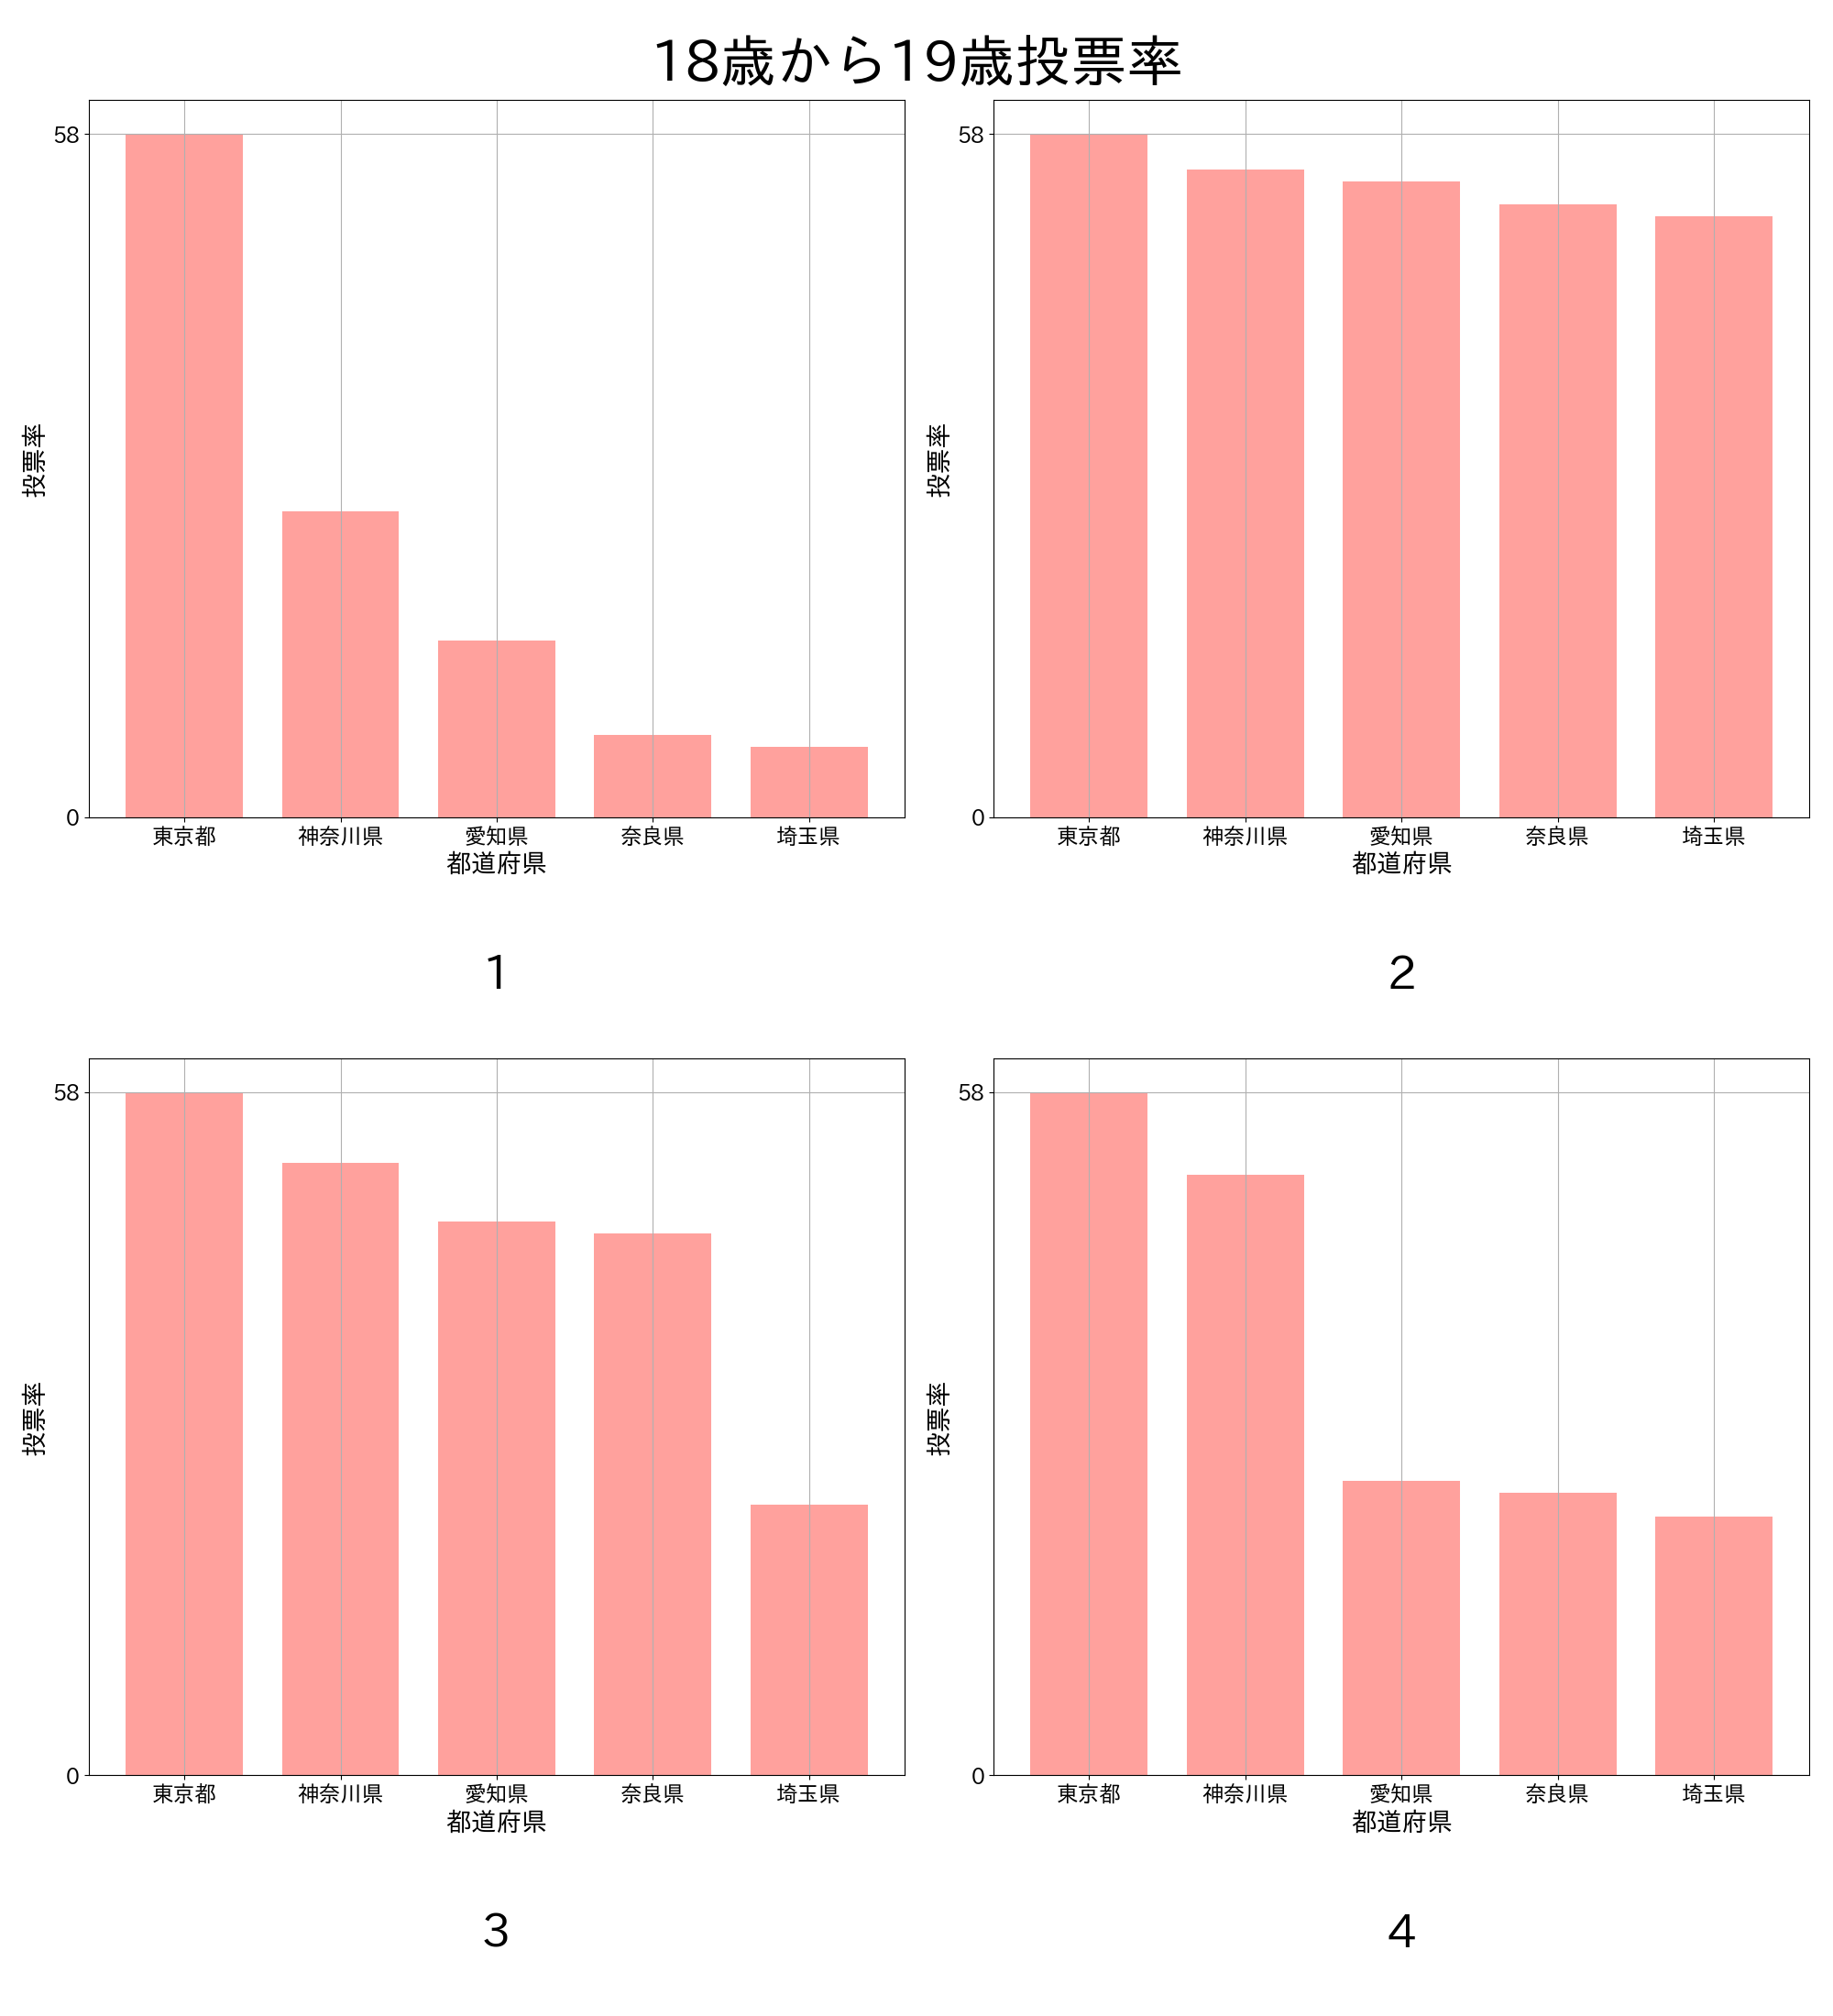 18歳から19歳投票率
58
0
投票率
東京都 神奈川県 愛知県 奈良県 埼玉県
都道府県
1
58
0
投票率
東京都 神奈川県 愛知県 奈良県 埼玉県
都道府県
2
58
0
投票率
東京都 神奈川県 愛知県 奈良県 埼玉県
都道府県
3
58
0
投票率
東京都 神奈川県 愛知県 奈良県 埼玉県
都道府県
4